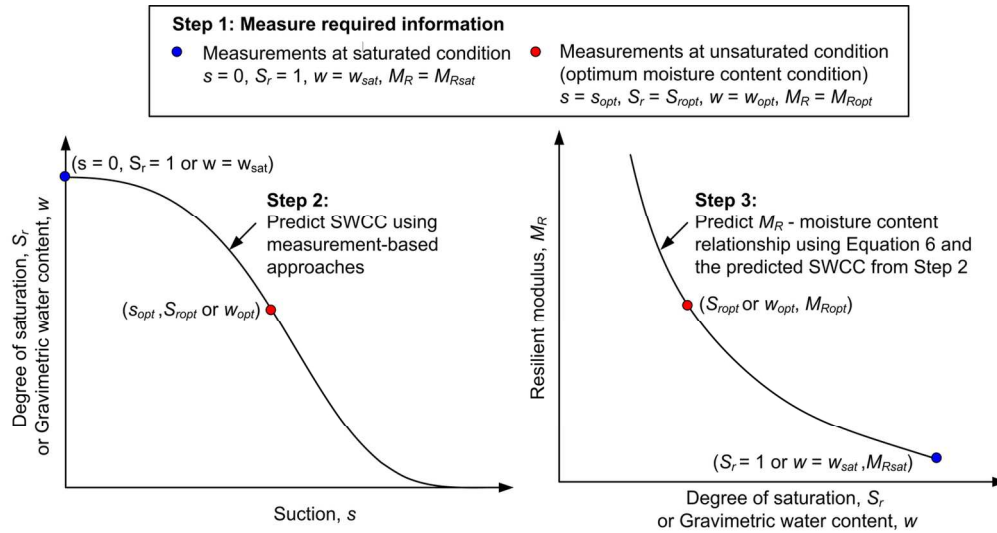 Step 1: Measure required information
Measurements at saturated condition
s = 0, Sr = 1, w = wsat, MR = MRsat
Measurements at unsaturated condition
(optimum moisture content condition)
s = sopt, Sr = Sropt, w = wopt, MR = MRopt
Degree of saturation, Sr
or Gravimetric water content, w
(s = 0, Sr = 1 or w = wsat)
Step 2:
Predict SWCC using
measurement-based
approaches
(sopt ,Sropt or wopt)
Suction, s
Resilient modulus, MR
Step 3:
Predict MR - moisture content
relationship using Equation 6 and
the predicted SWCC from Step 2
(Sropt or wopt, MRopt)
(Sr = 1 or w = wsat ,MRsat)
Degree of saturation, Sr
or Gravimetric water content, w